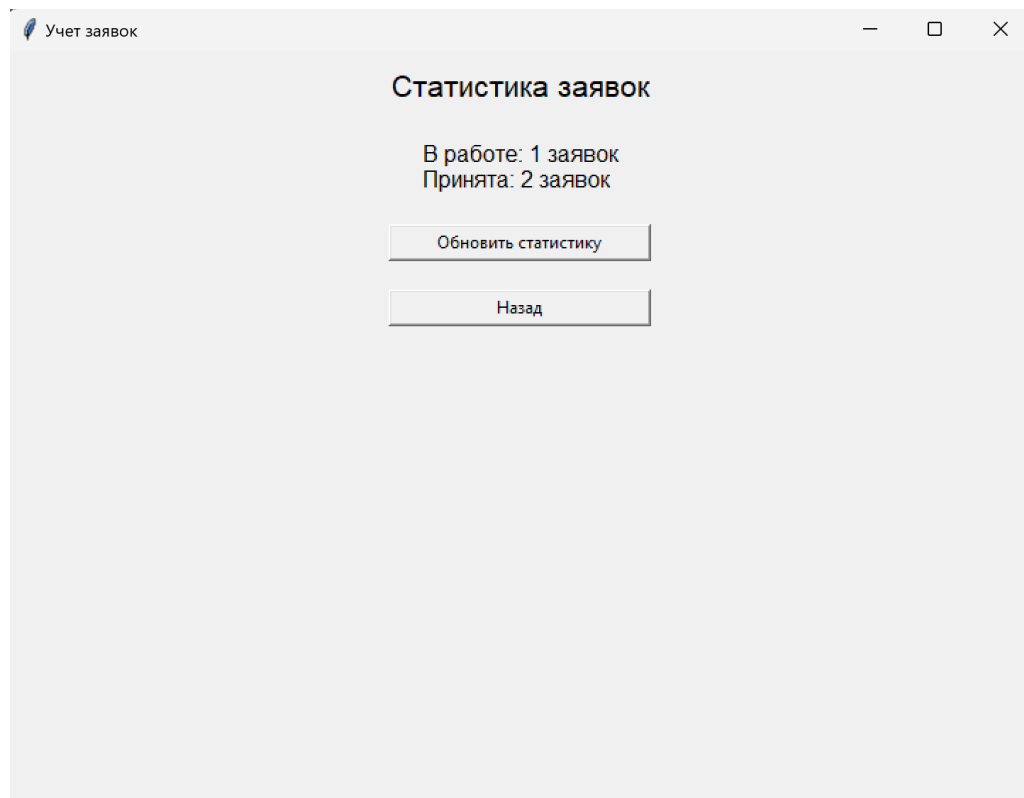 Учет заявок
Статистика заявок
В работе: 1 заявок
Принята: 2 заявок
Обновить статистику
Назад